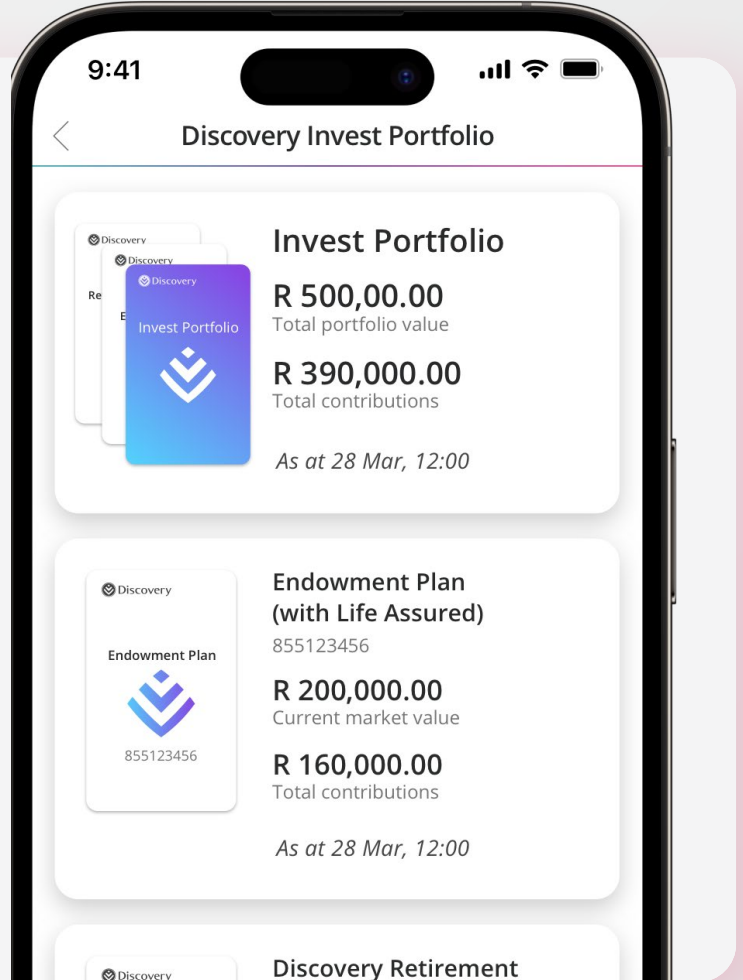 9:41
Discovery Invest Portfolio
Discovery
Discovery
Discovery
Re
E
Invest Portfolio
Invest Portfolio
R 500,00.00
Total portfolio value
R 390,000.00
Total contributions
As at 28 Mar, 12:00
Discovery
Endowment Plan
855123456
Endowment Plan
(with Life Assured)
855123456
R 200,000.00
Current market value
R 160,000.00
Total contributions
As at 28 Mar, 12:00
Discovery
Discovery Retirement